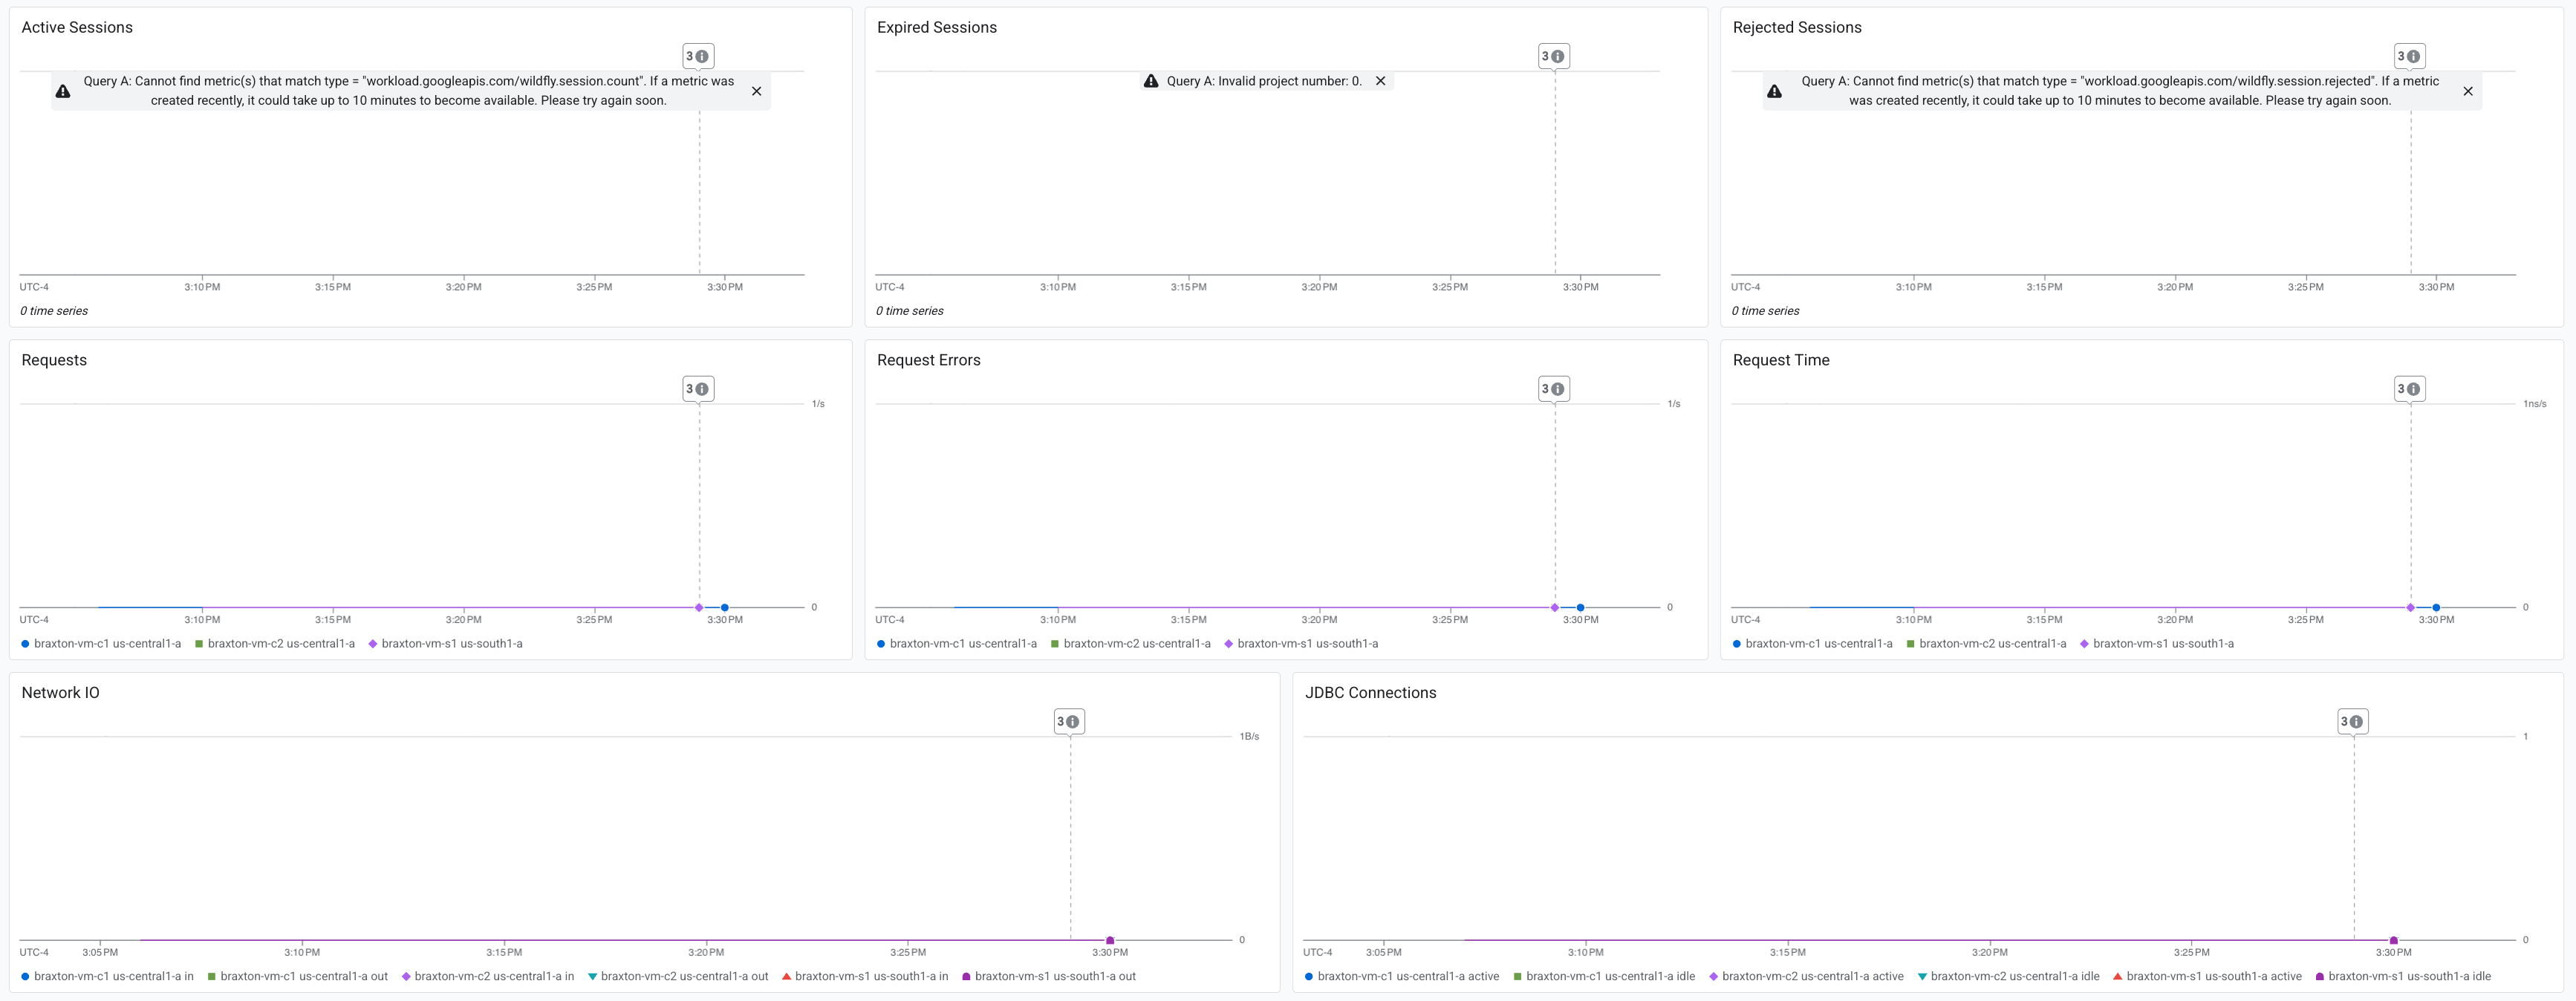 Active Sessions
3
Query A: Cannot find metric(s) that match type = "workload.googleapis.com/wildfly.session.count". If a metric was
created recently, it could take up to 10 minutes to become available. Please try again soon.
UTC-4 3:10 PM 3:15 PM 3:20 PM 3:25 PM 3:30 PM
0 time series
Expired Sessions
3
Query A: Invalid project number: 0.
UTC-4 3:10 PM 3:15 PM 3:20 PM 3:25 PM 3:30 PM
0 time series
Rejected Sessions
3
Query A: Cannot find metric(s) that match type = "workload.googleapis.com/wildfly.session.rejected". If a metric
was created recently, it could take up to 10 minutes to become available. Please try again soon.
UTC-4 3:10 PM 3:15 PM 3:20 PM 3:25 PM 3:30 PM
0 time series
Requests
3
1/s
0
UTC-4 3:10 PM 3:15 PM 3:20 PM 3:25 PM 3:30 PM
braxton-vm-c1 us-central1-a braxton-vm-c2 us-central1-a braxton-vm-s1 us-south1-a
Request Errors
3
1/s
0
UTC-4 3:10 PM 3:15 PM 3:20 PM 3:25 PM 3:30 PM
braxton-vm-c1 us-central1-a braxton-vm-c2 us-central1-a braxton-vm-s1 us-south1-a
Request Time
3
1ns/s
0
UTC-4 3:10 PM 3:15 PM 3:20 PM 3:25 PM 3:30 PM
braxton-vm-c1 us-central1-a braxton-vm-c2 us-central1-a braxton-vm-s1 us-south1-a
Network IO
3
1B/s
0
UTC-4 3:05 PM 3:10 PM 3:15 PM 3:20 PM 3:25 PM 3:30 PM
braxton-vm-c1 us-central1-a in braxton-vm-c1 us-central1-a out braxton-vm-c2 us-central1-a in braxton-vm-c2 us-central1-a out braxton-vm-s1 us-south1-a in braxton-vm-s1 us-south1-a out
JDBC Connections
3
1
0
UTC-4 3:05 PM 3:10 PM 3:15 PM 3:20 PM 3:25 PM 3:30 PM
braxton-vm-c1 us-central1-a active braxton-vm-c1 us-central1-a idle braxton-vm-c2 us-central1-a active braxton-vm-c2 us-central1-a idle braxton-vm-s1 us-south1-a active braxton-vm-s1 us-south1-a idle